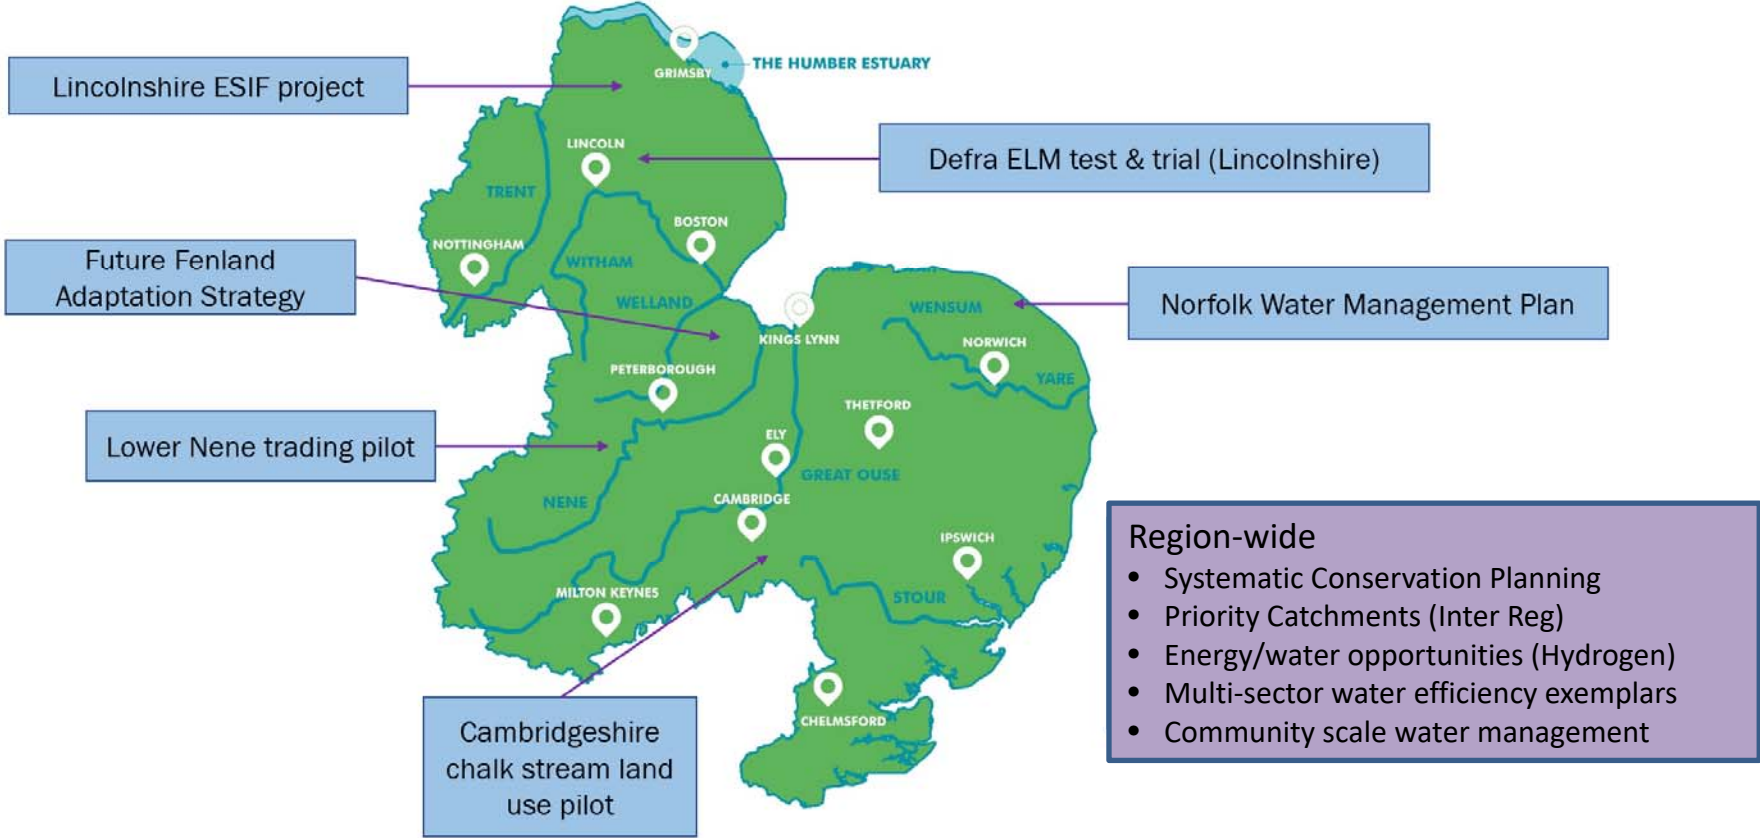 THE HUMBER ESTUARY
GRIMSBY
Lincolnshire ESIF project
LINCOLN
Defra ELM test & trial (Lincolnshire)
TRENT
BOSTON
NOTTINGHAM
Future Fenland
Adaptation Strategy
WITHAM
WELLAND
WENSUM
Norfolk Water Management Plan
KINGS LYNN
NORWICH
PETERBOROUGH
YARE
THETFORD
Lower Nene trading pilot
ELY
GREAT OUSE
NENE
CAMBRIDGE
IPSWICH
MILTON KEYNES
STOUR
CHELMSFORD
Cambridgeshire
chalk stream land
use pilot
Region-wide
• Systematic Conservation Planning
• Priority Catchments (Inter Reg)
• Energy/water opportunities (Hydrogen)
• Multi-sector water efficiency exemplars
• Community scale water management